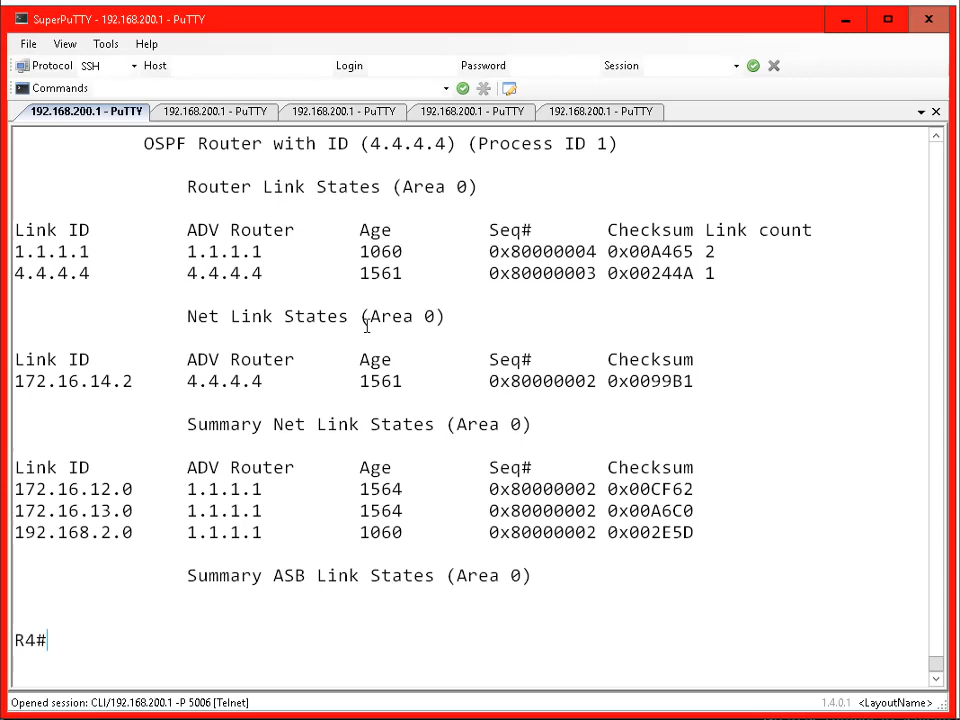 SuperPuTTY - 192.168.200.1 - PuTTY
File View Tools Help
Protocol SSH Host Login Password Session
Commands
192.168.200.1 - PuTTY 192.168.200.1 - PuTTY 192.168.200.1 - PuTTY 192.168.200.1 - PuTTY 192.168.200.1 - PuTTY
OSPF Router with ID (4.4.4.4) (Process ID 1)
Router Link States (Area 0)
Link ID ADV Router Age Seq# Checksum Link count
1.1.1.1 1.1.1.1 1060 0x80000004 0x00A465 2
4.4.4.4 4.4.4.4 1561 0x80000003 0x00244A 1
Net Link States (Area 0)
Link ID ADV Router Age Seq# Checksum
172.16.14.2 4.4.4.4 1561 0x80000002 0x0099B1
Summary Net Link States (Area 0)
Link ID ADV Router Age Seq# Checksum
172.16.12.0 1.1.1.1 1564 0x80000002 0x00CF62
172.16.13.0 1.1.1.1 1564 0x80000002 0x00A6C0
192.168.2.0 1.1.1.1 1060 0x80000002 0x002E5D
Summary ASB Link States (Area 0)
R4#
Opened session: CLI/192.168.200.1 -P 5006 [Telnet] 1.4.0.1 <LayoutName>